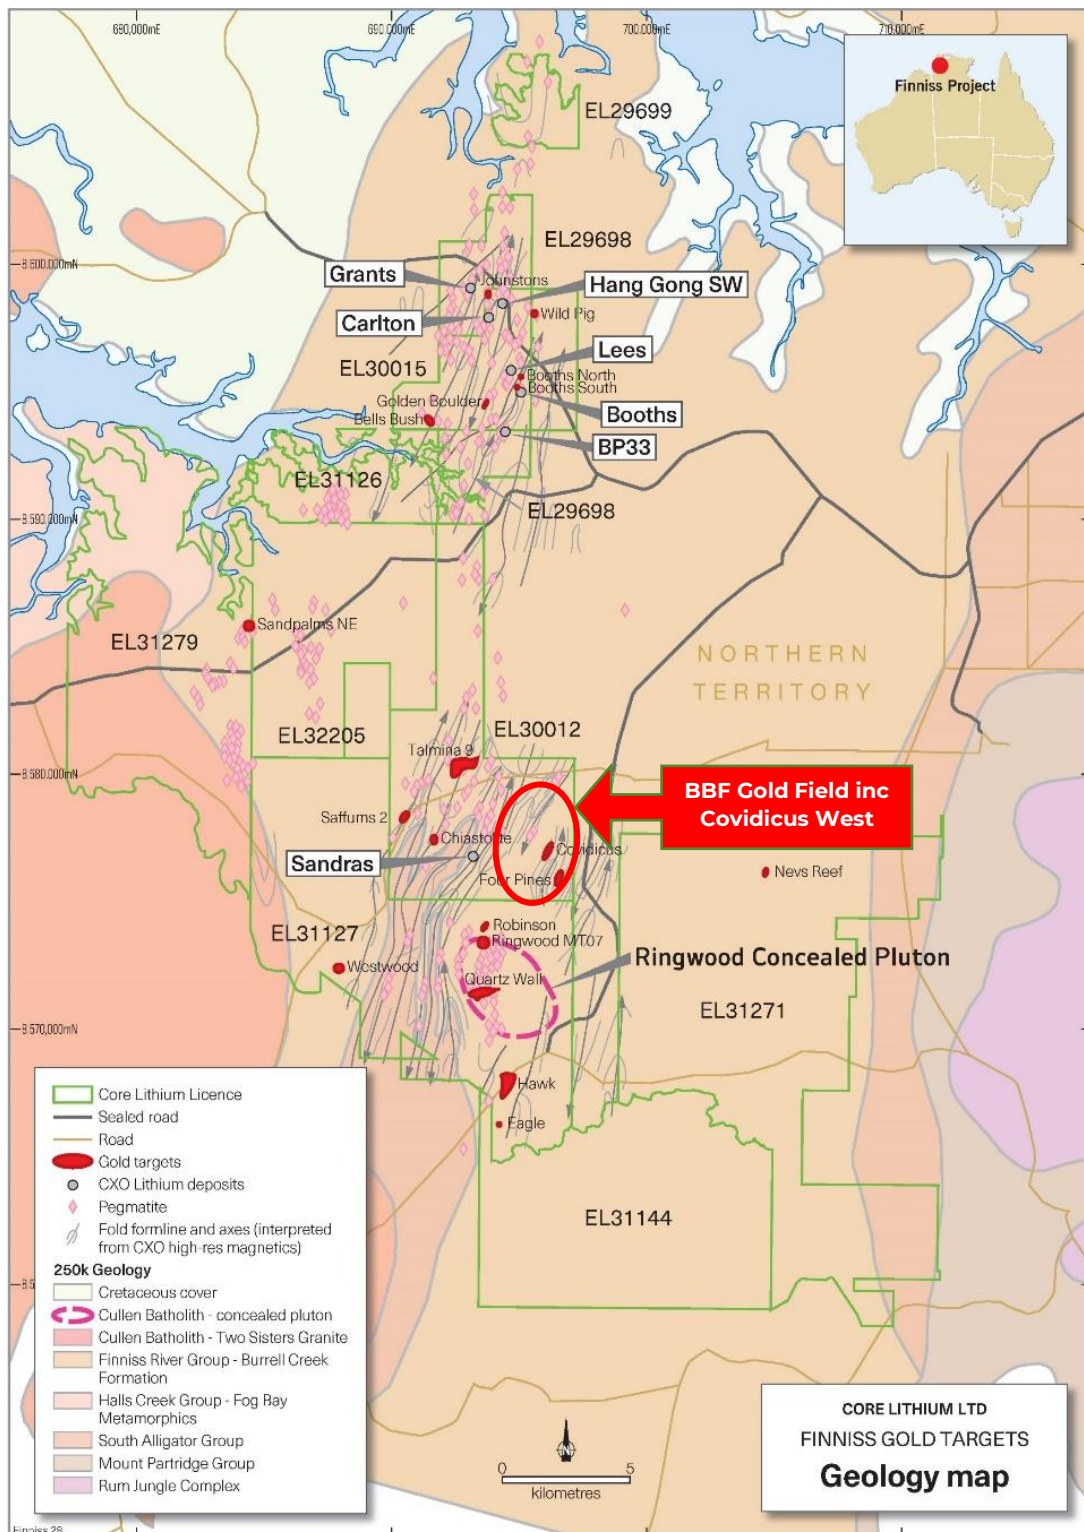 680,000mE
690,000mE
700,000mE
710,000mE
Finniss Project
EL29699
EL29698
8 600,000mN
Grants
Johnstons
Hang Gong SW
Carlton
Wild Pig
Lees
EL30015
Booths North
Booths South
Golden Boulder
Bells Bush
Booths
BP33
EL31126
EL29698
8 590,000mN
Sandpalms NE
EL31279
NORTHERN
TERRITORY
EL32205
EL30012
Talmina 9
8 580,000mN
BBF Gold Field inc
Covidicus West
Saffums 2
Chiastolite
Covidicus
Sandras
Four Pines
Nevs Reef
Robinson
EL31127
Ringwood MT07
Westwood
Ringwood Concealed Pluton
Quartz Wall
EL31271
8 570,000mN
Hawk
Eagle
EL31144
Core Lithium Licence
Sealed road
Road
Gold targets
CXO Lithium deposits
Pegmatite
Fold formline and axes (interpreted
from CXO high-res magnetics)
250k Geology
Cretaceous cover
Cullen Batholith - concealed pluton
Cullen Batholith - Two Sisters Granite
Finniss River Group - Burrell Creek
Formation
Halls Creek Group - Fog Bay
Metamorphics
South Alligator Group
Mount Partridge Group
Rum Jungle Complex
N
0 5
kilometres
CORE LITHIUM LTD
FINNISS GOLD TARGETS
Geology map